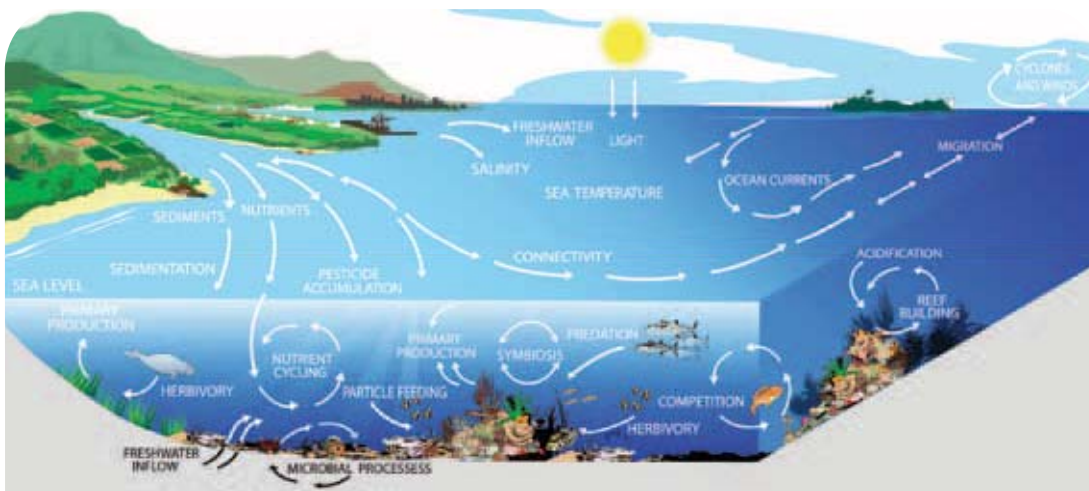 CYCLONES
AND WINDS
FRESHWATER
INFLOW
LIGHT
MIGRATION
SALINITY
SEA TEMPERATURE
OCEAN CURRENTS
SEDIMENTS
NUTRIENTS
SEDIMENTATION
PESTICIDE
ACCUMULATION
CONNECTIVITY
ACIDIFICATION
SEA LEVEL
REEF
BUILDING
PRIMARY
PRODUCTION
NUTRIENT
CYCLING
PRIMARY
PRODUCTION
SYMBIOSIS
PREDATION
HERBIVORY
PARTICLE FEEDING
COMPETITION
HERBIVORY
FRESHWATER
INFLOW
MICROBIAL PROCESSESS